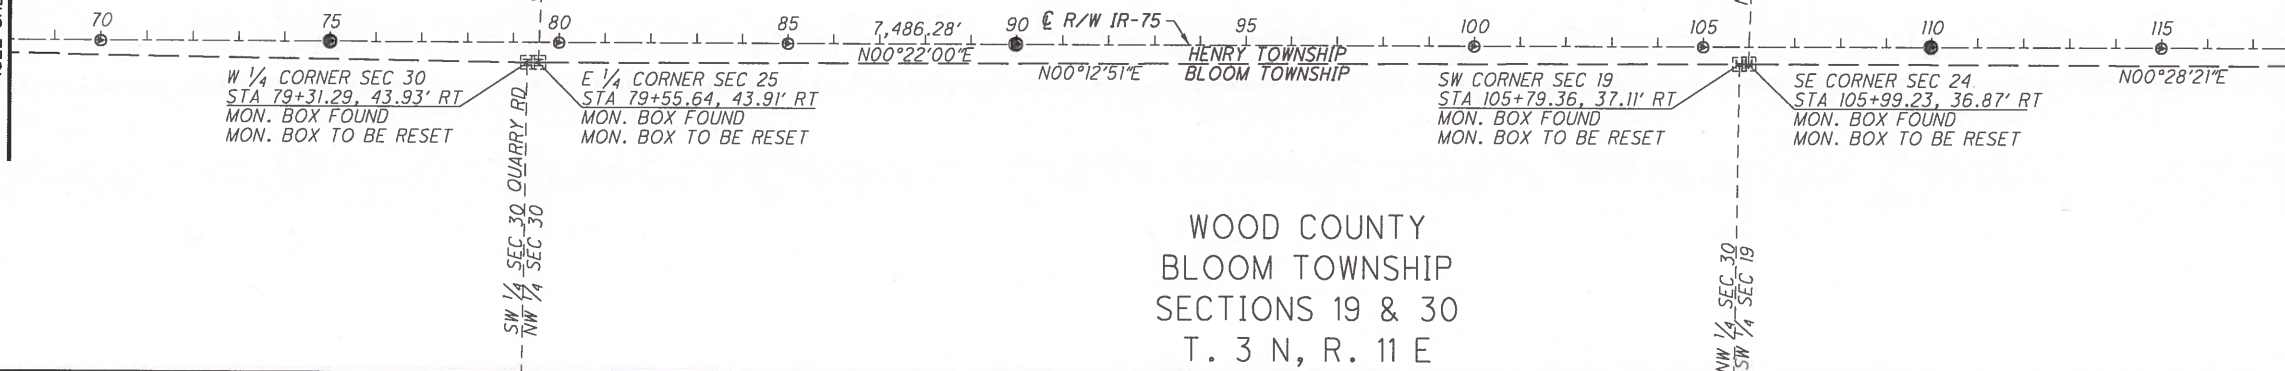 70 75 80 85 7,486.28' 90 ℄ R/W IR-75 95 100 105 110 115
N00°22'00"E
HENRY TOWNSHIP
BLOOM TOWNSHIP
N00°12'51"E
N00°28'21"E
W 1/4 CORNER SEC 30
STA 79+31.29, 43.93' RT
MON. BOX FOUND
MON. BOX TO BE RESET
E 1/4 CORNER SEC 25
STA 79+55.64, 43.91' RT
MON. BOX FOUND
MON. BOX TO BE RESET
SW CORNER SEC 19
STA 105+79.36, 37.11' RT
MON. BOX FOUND
MON. BOX TO BE RESET
SE CORNER SEC 24
STA 105+99.23, 36.87' RT
MON. BOX FOUND
MON. BOX TO BE RESET
QUARRY RD
SW 1/4 SEC 30
NW 1/4 SEC 30
WOOD COUNTY
BLOOM TOWNSHIP
SECTIONS 19 & 30
T. 3 N, R. 11 E
NW 1/4 SEC 30
SW 1/4 SEC 19